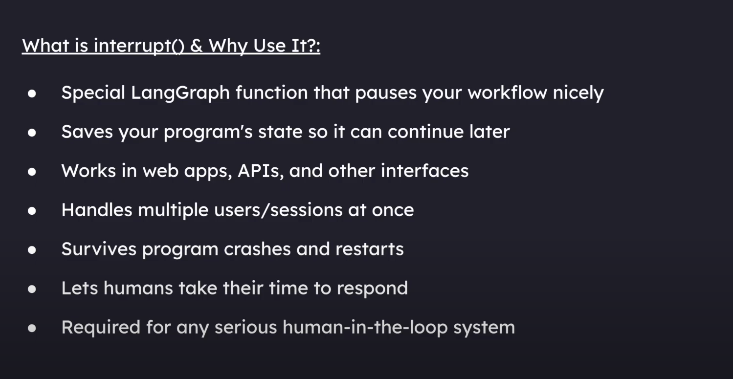 What is interrupt() & Why Use It?:
● Special LangGraph function that pauses your workflow nicely
● Saves your program's state so it can continue later
● Works in web apps, APIs, and other interfaces
● Handles multiple users/sessions at once
● Survives program crashes and restarts
● Lets humans take their time to respond
● Required for any serious human-in-the-loop system